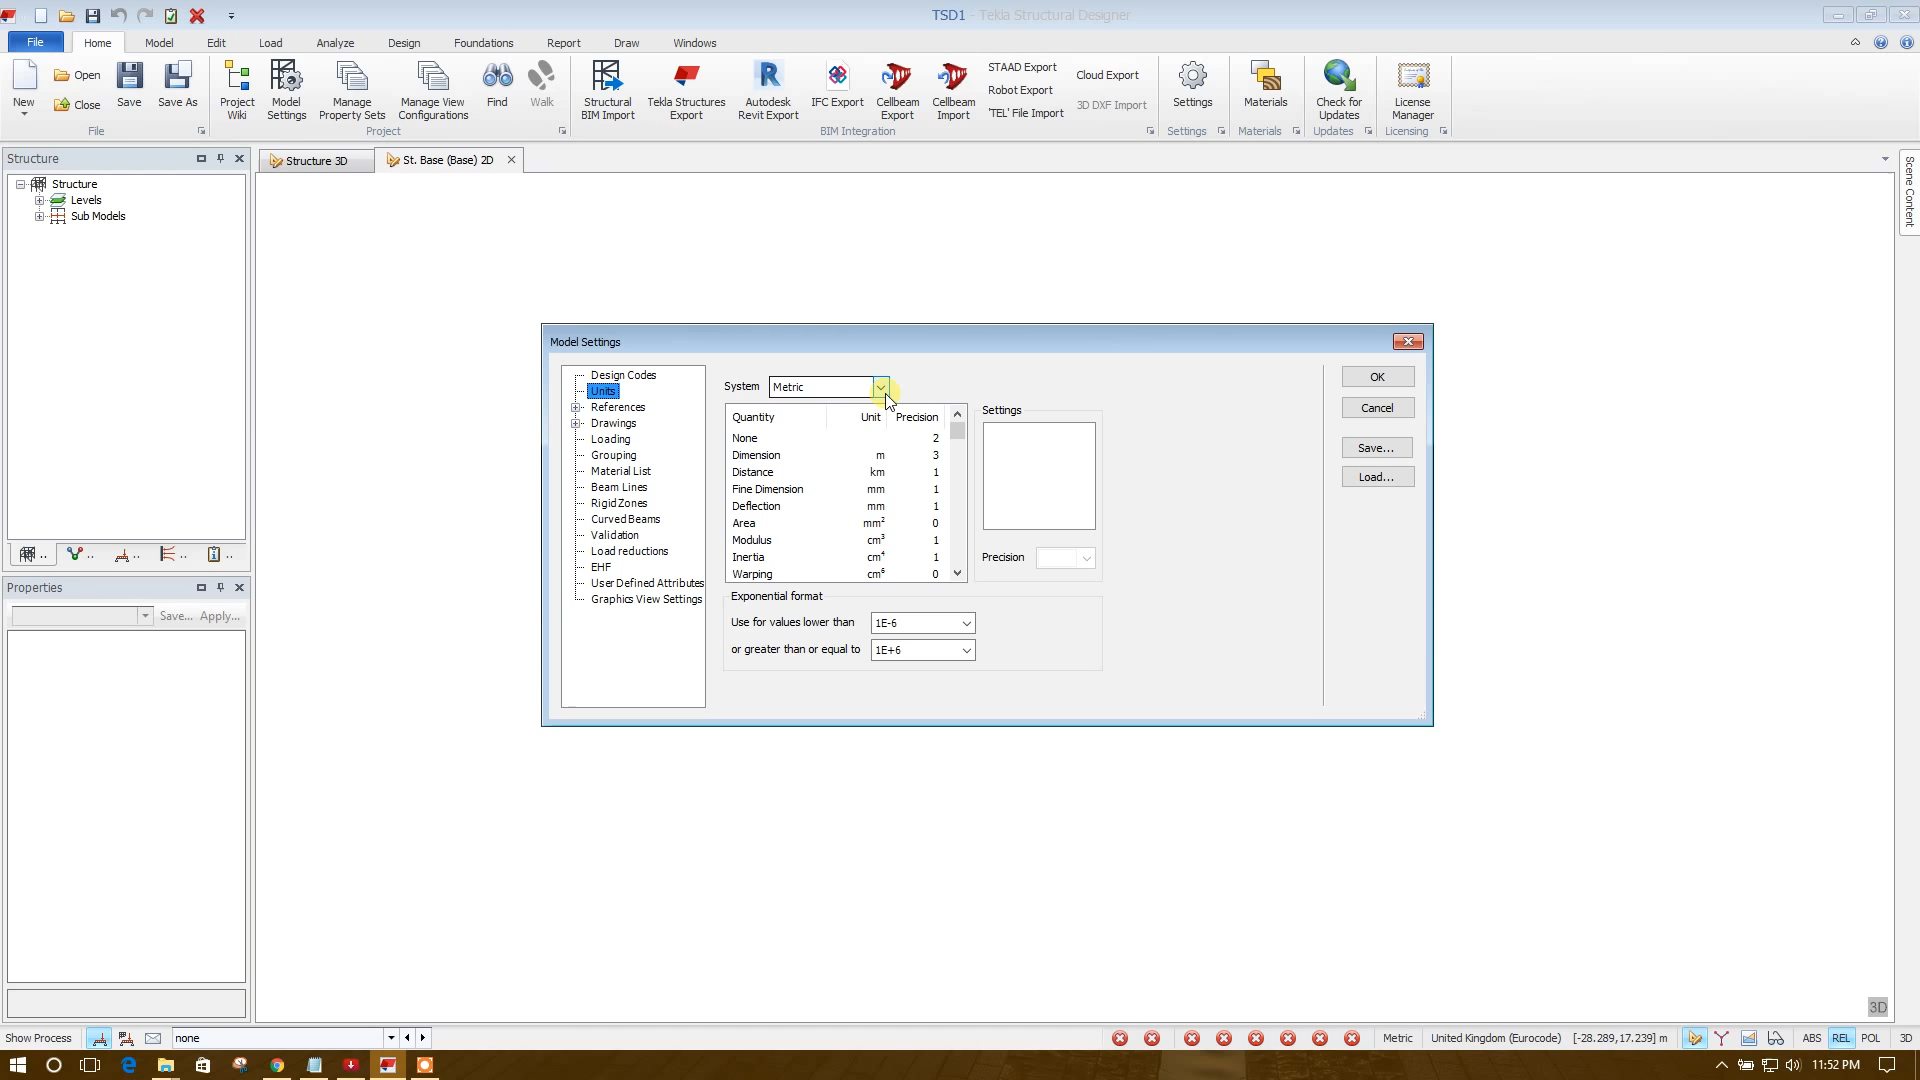 TSD1 - Tekla Structural Designer
File Home Model Edit Load Analyze Design Foundations Report Draw Windows
New
Open
Close
Save
Save As
Project Wiki
Model Settings
Manage Property Sets
Manage View Configurations
Find
Walk
Structural BIM Import
Tekla Structures Export
Autodesk Revit Export
IFC Export
Cellbeam Export
Cellbeam Import
STAAD Export
Robot Export
'TEL' File Import
Cloud Export
3D DXF Import
Settings
Materials
Check for Updates
License Manager
File Project BIM Integration Settings Materials Updates Licensing
Structure
Structure 3D
St. Base (Base) 2D
Scene Content
Structure
Levels
Sub Models
Properties
Save... Apply...
Model Settings
Design Codes
Units
References
Drawings
Loading
Grouping
Material List
Beam Lines
Rigid Zones
Curved Beams
Validation
Load reductions
EHF
User Defined Attributes
Graphics View Settings
System Metric
Quantity Unit Precision
None 2
Dimension m 3
Distance km 1
Fine Dimension mm 1
Deflection mm 1
Area mm² 0
Modulus cm³ 1
Inertia cm⁴ 1
Warping cm⁶ 0
Settings
Precision
Exponential format
Use for values lower than 1E-6
or greater than or equal to 1E+6
OK
Cancel
Save...
Load...
3D
Show Process none Metric United Kingdom (Eurocode) [-28.289,17.239] m ABS REL POL 3D
11:52 PM